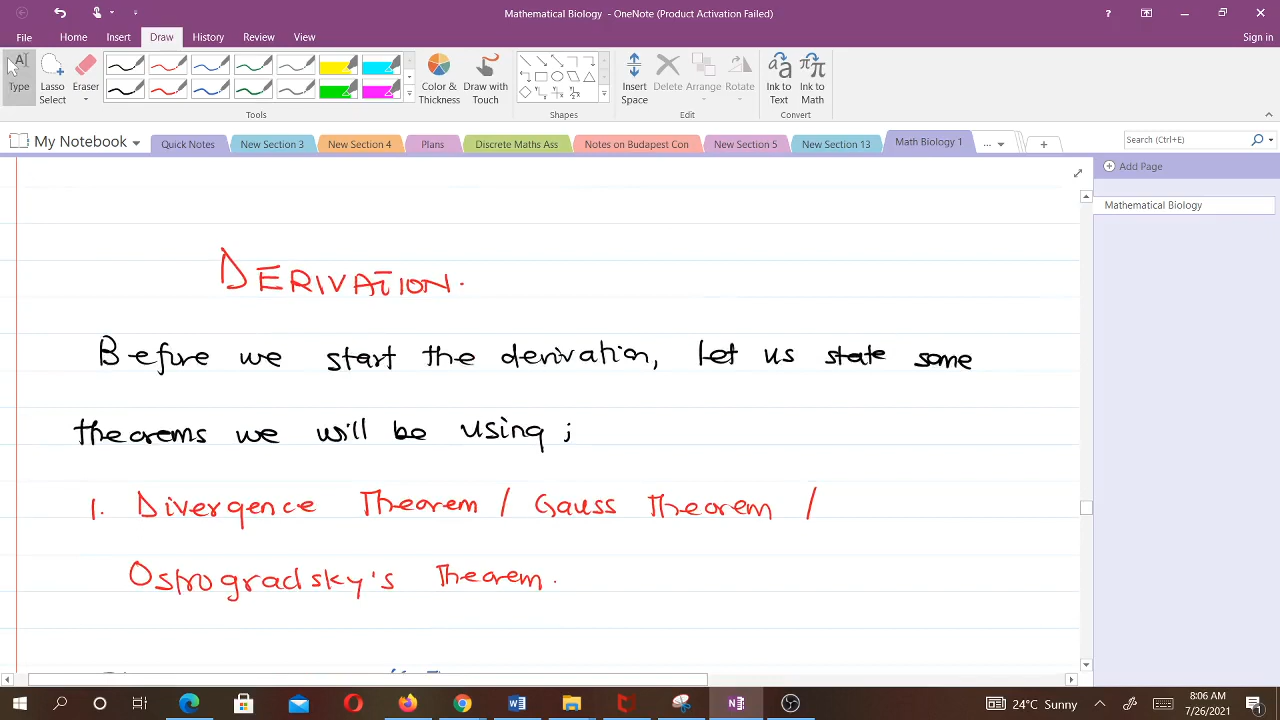 Mathematical Biology - OneNote (Product Activation Failed)
File Home Insert Draw History Review View
Sign in
Type
Lasso Select
Eraser
Color & Thickness
Draw with Touch
Insert Space
Delete
Arrange
Rotate
Ink to Text
Ink to Math
Tools Shapes Edit Convert
My Notebook
Quick Notes New Section 3 New Section 4 Plans Discrete Maths Ass Notes on Budapest Con New Section 5 New Section 13 Math Biology 1 ...
Search (Ctrl+E)
Add Page
Mathematical Biology
DERIVATION.
Before we start the derivation, let us state some
theorems we will be using ;
1. Divergence Theorem / Gauss Theorem /
Ostrogradsky's Theorem.
24°C Sunny
8:06 AM
7/26/2021